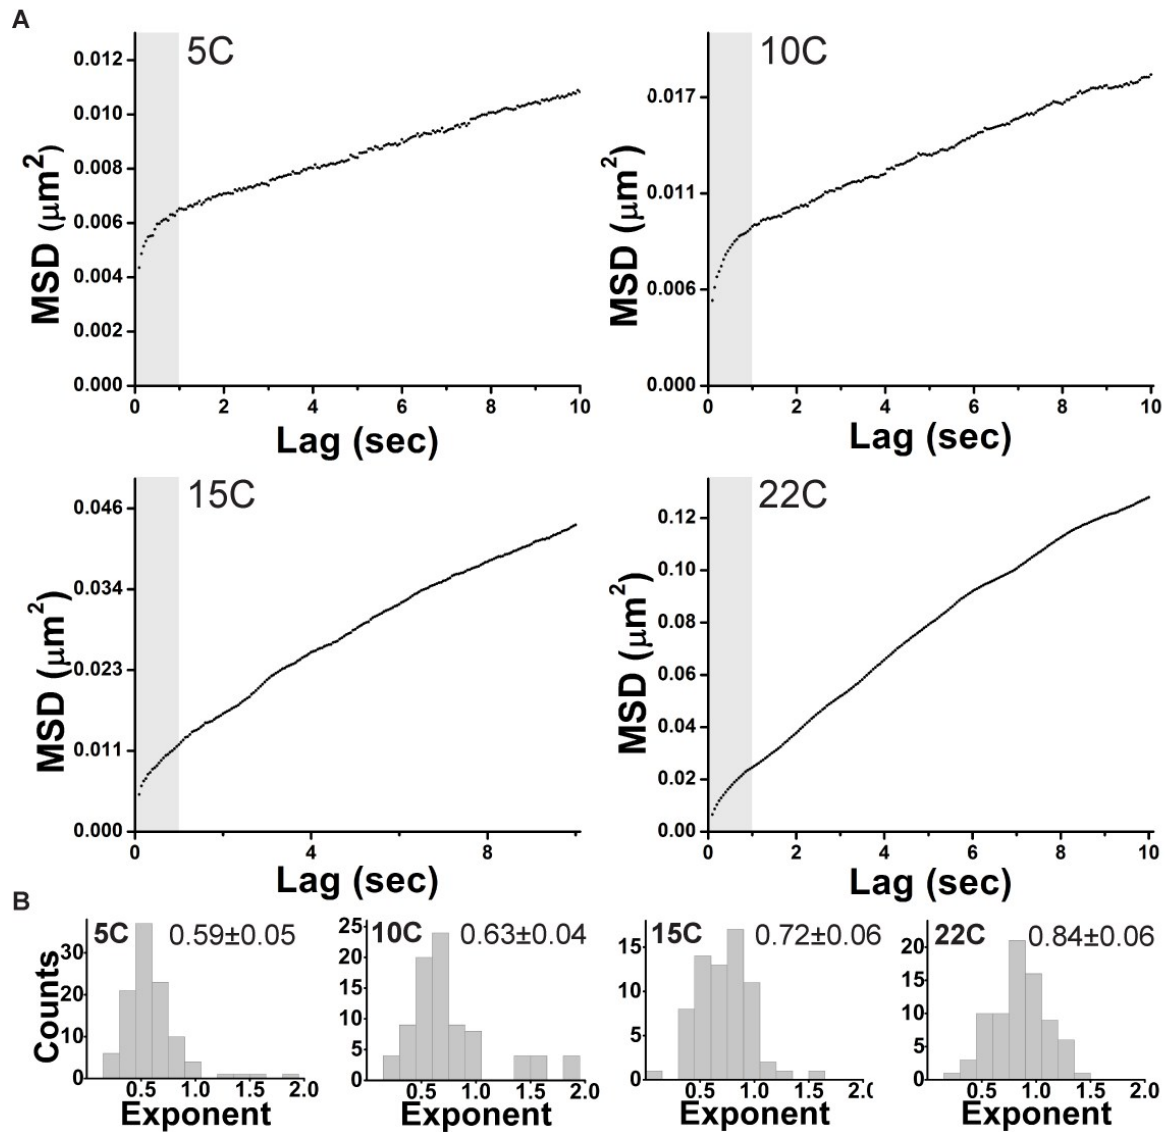 A
5C
10C
MSD (μm²)
0.012
0.010
0.008
0.006
0.004
0.002
0.000
0 2 4 6 8 10
Lag (sec)
MSD (μm²)
0.017
0.011
0.006
0.000
0 2 4 6 8 10
Lag (sec)
15C
22C
MSD (μm²)
0.046
0.034
0.023
0.011
0.000
0 4 8
Lag (sec)
MSD (μm²)
0.12
0.10
0.08
0.06
0.04
0.02
0.00
0 2 4 6 8 10
Lag (sec)
B
5C 0.59±0.05
Counts
30
20
10
0
0.5 1.0 1.5 2.0
Exponent
10C 0.63±0.04
25
20
15
10
5
0
0.5 1.0 1.5 2.0
Exponent
15C 0.72±0.06
15
10
5
0
0.5 1.0 1.5 2.0
Exponent
22C 0.84±0.06
20
15
10
5
0
0.5 1.0 1.5 2.0
Exponent